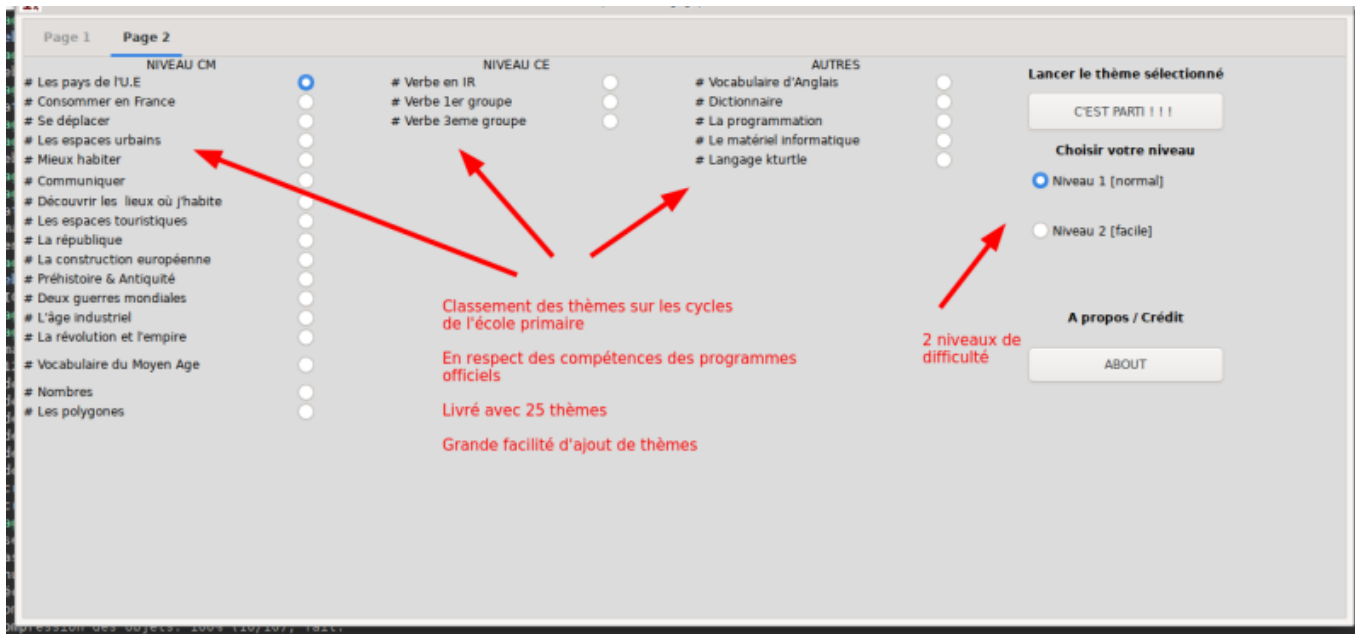 Page 1 Page 2
NIVEAU CM
# Les pays de l'U.E
# Consommer en France
# Se déplacer
# Les espaces urbains
# Mieux habiter
# Communiquer
# Découvrir les lieux où j'habite
# Les espaces touristiques
# La république
# La construction européenne
# Préhistoire & Antiquité
# Deux guerres mondiales
# L'âge industriel
# La révolution et l'empire
# Vocabulaire du Moyen Age
# Nombres
# Les polygones
NIVEAU CE
# Verbe en IR
# Verbe 1er groupe
# Verbe 3eme groupe
AUTRES
# Vocabulaire d'Anglais
# Dictionnaire
# La programmation
# Le matériel informatique
# Langage kturtle
Lancer le thème sélectionné
C'EST PARTI ! ! !
Choisir votre niveau
Niveau 1 [normal]
Niveau 2 [facile]
A propos / Crédit
ABOUT
Classement des thèmes sur les cycles
de l'école primaire
En respect des compétences des programmes
officiels
Livré avec 25 thèmes
Grande facilité d'ajout de thèmes
2 niveaux de
difficulté